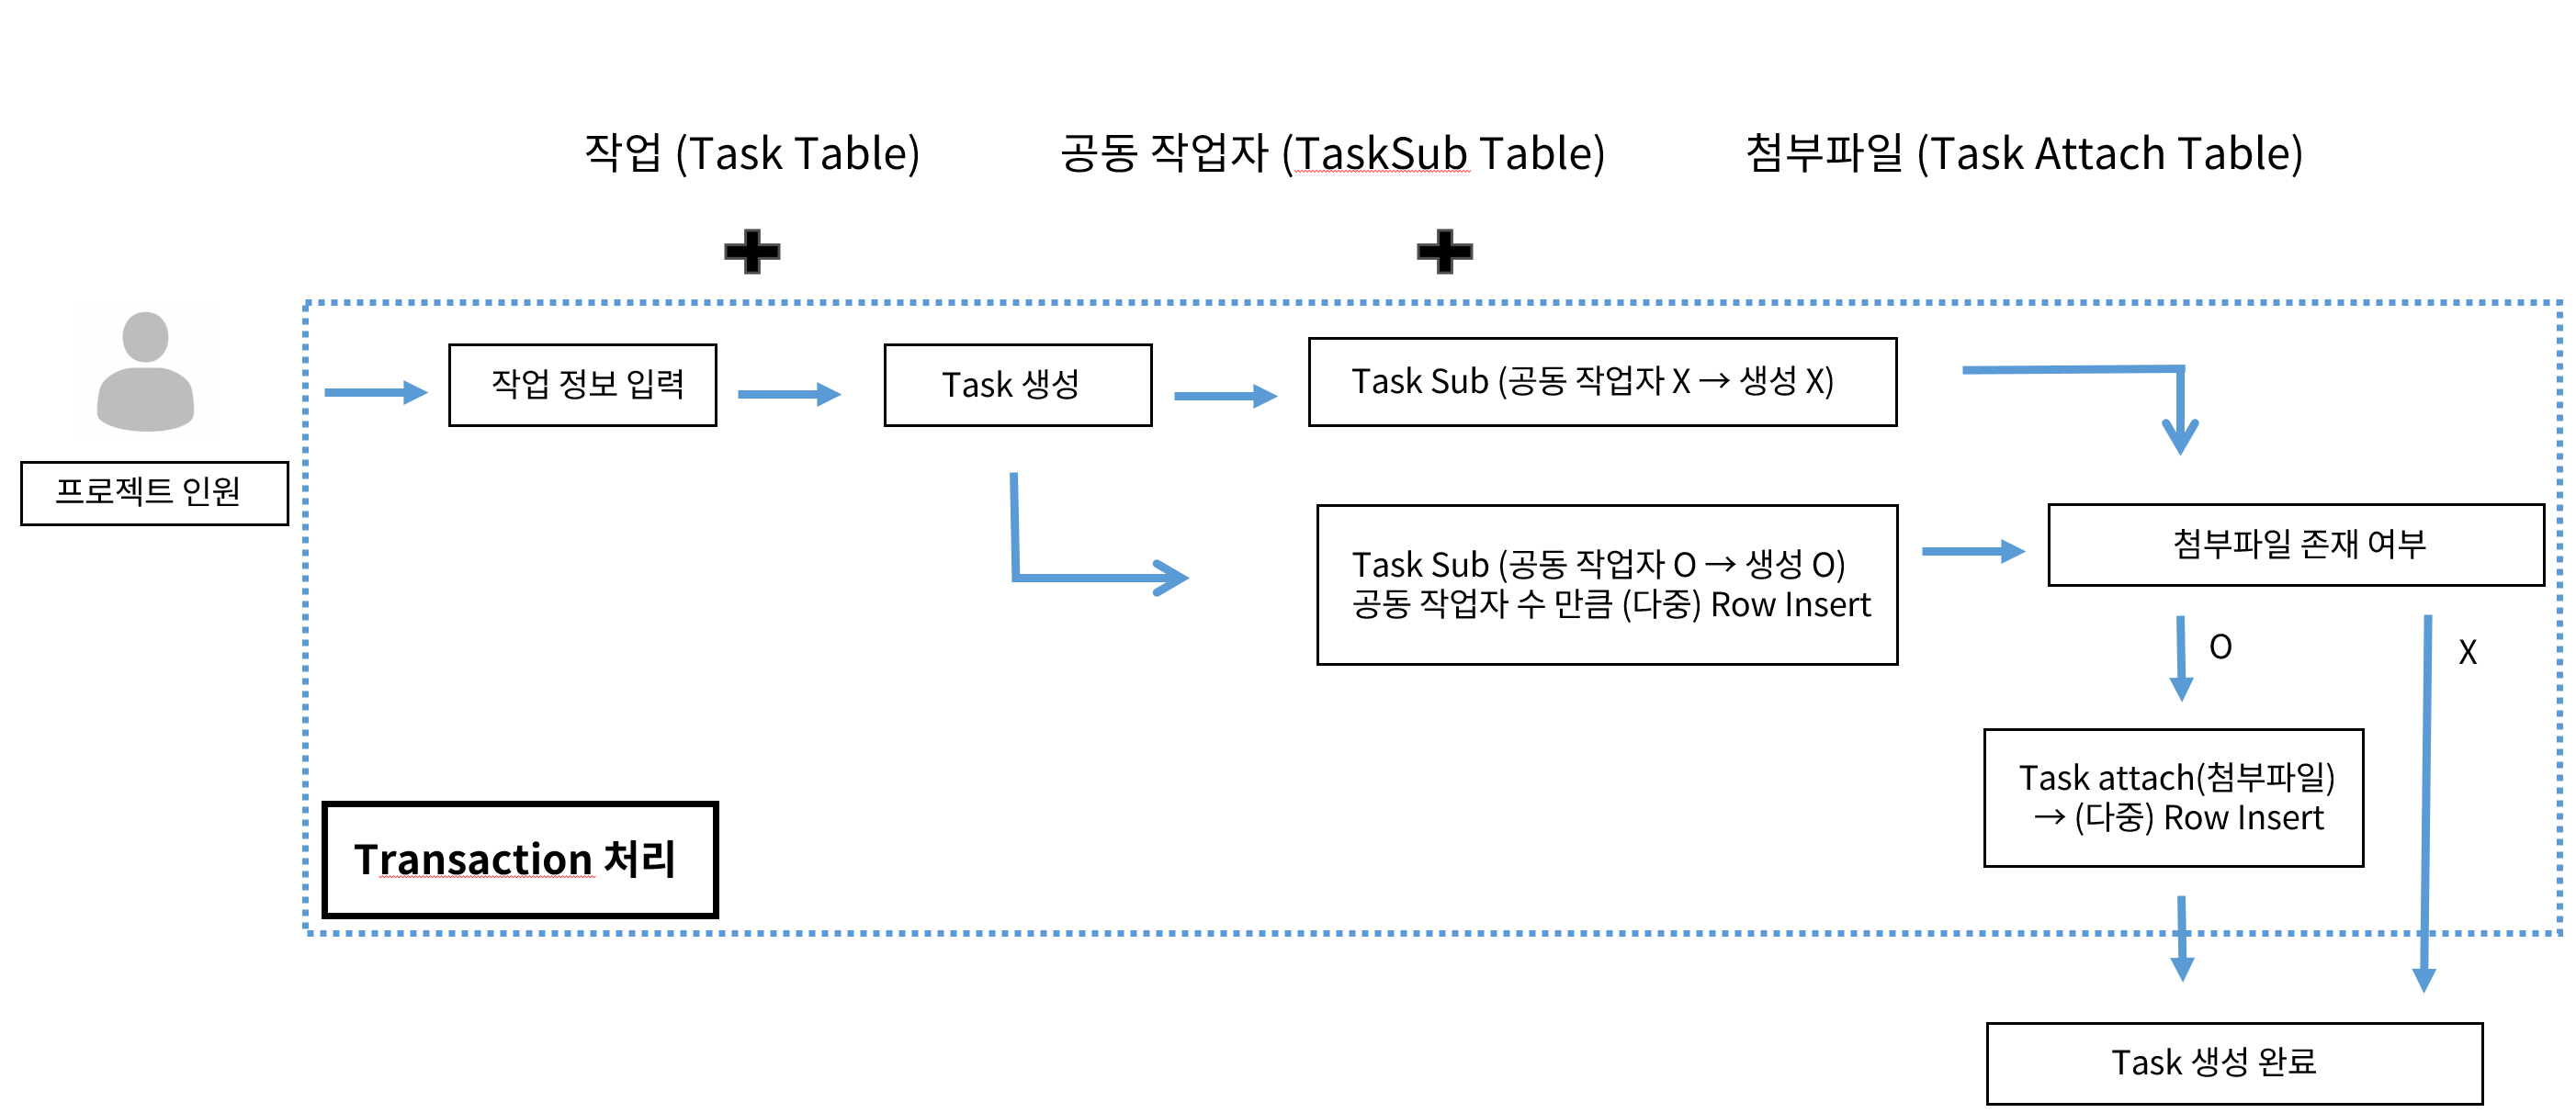 작업 (Task Table)
공동 작업자 (TaskSub Table)
첨부파일 (Task Attach Table)
프로젝트 인원
작업 정보 입력
Task 생성
Task Sub (공동 작업자 X → 생성 X)
Task Sub (공동 작업자 O → 생성 O)
공동 작업자 수 만큼 (다중) Row Insert
첨부파일 존재 여부
O
X
Task attach(첨부파일)
→ (다중) Row Insert
Transaction 처리
Task 생성 완료